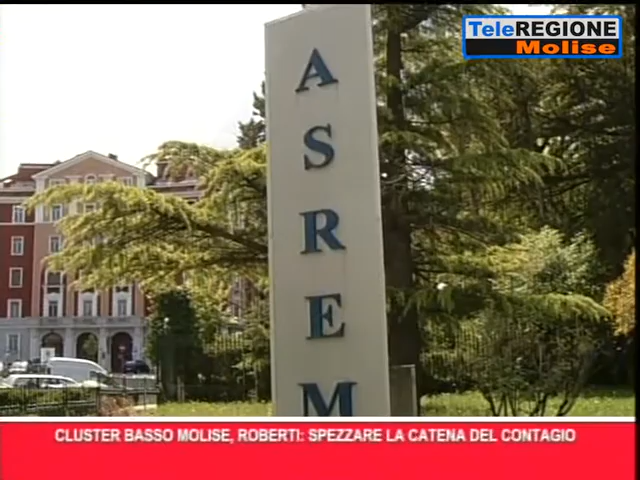 TeleREGIONE
Molise
A
S
R
E
M
CLUSTER BASSO MOLISE, ROBERTI: SPEZZARE LA CATENA DEL CONTAGIO